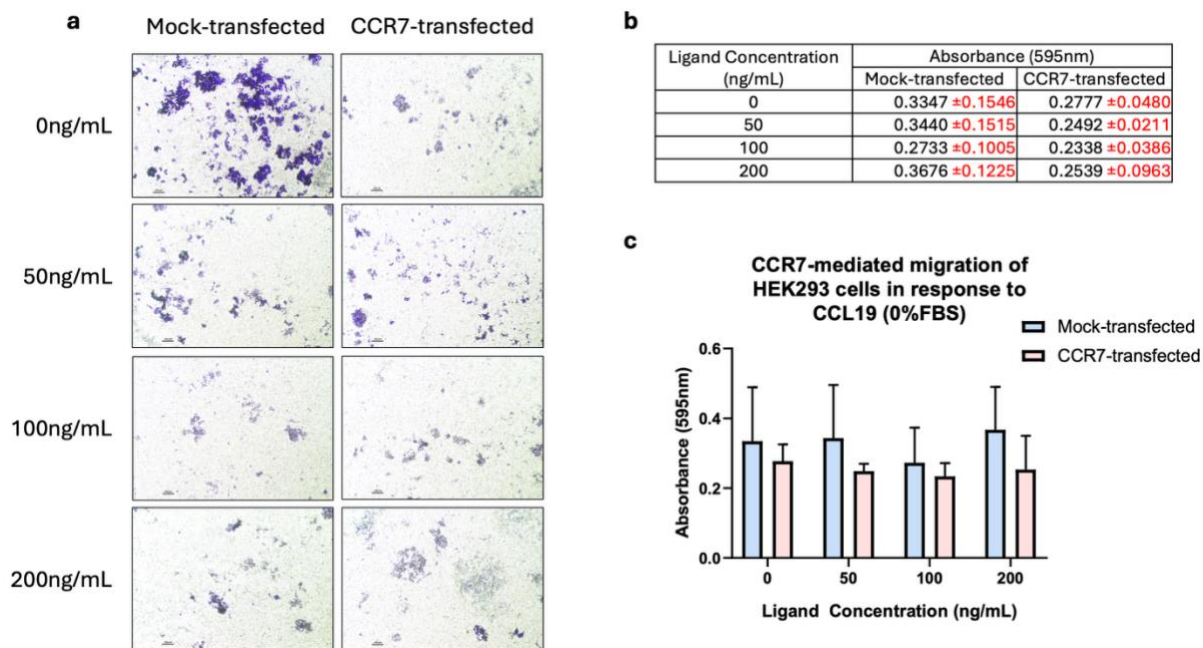 a
Mock-transfected CCR7-transfected
0ng/mL
50ng/mL
100ng/mL
200ng/mL
b
Ligand Concentration
(ng/mL)
Absorbance (595nm)
Mock-transfected CCR7-transfected
0 0.3347 ±0.1546 0.2777 ±0.0480
50 0.3440 ±0.1515 0.2492 ±0.0211
100 0.2733 ±0.1005 0.2338 ±0.0386
200 0.3676 ±0.1225 0.2539 ±0.0963
c
CCR7-mediated migration of
HEK293 cells in response to
CCL19 (0%FBS)
Mock-transfected
CCR7-transfected
Absorbance (595nm)
0.6
0.4
0.2
0.0
0 50 100 200
Ligand Concentration (ng/mL)